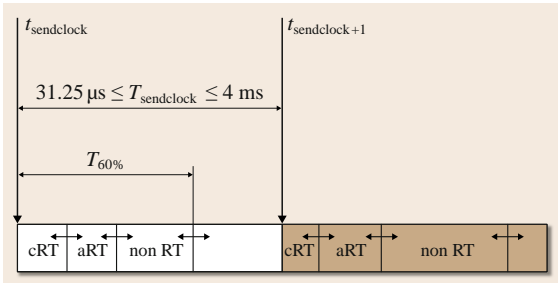 t_sendclock
t_sendclock+1
31.25 μs ≤ T_sendclock ≤ 4 ms
T_60%
cRT aRT non RT cRT aRT non RT